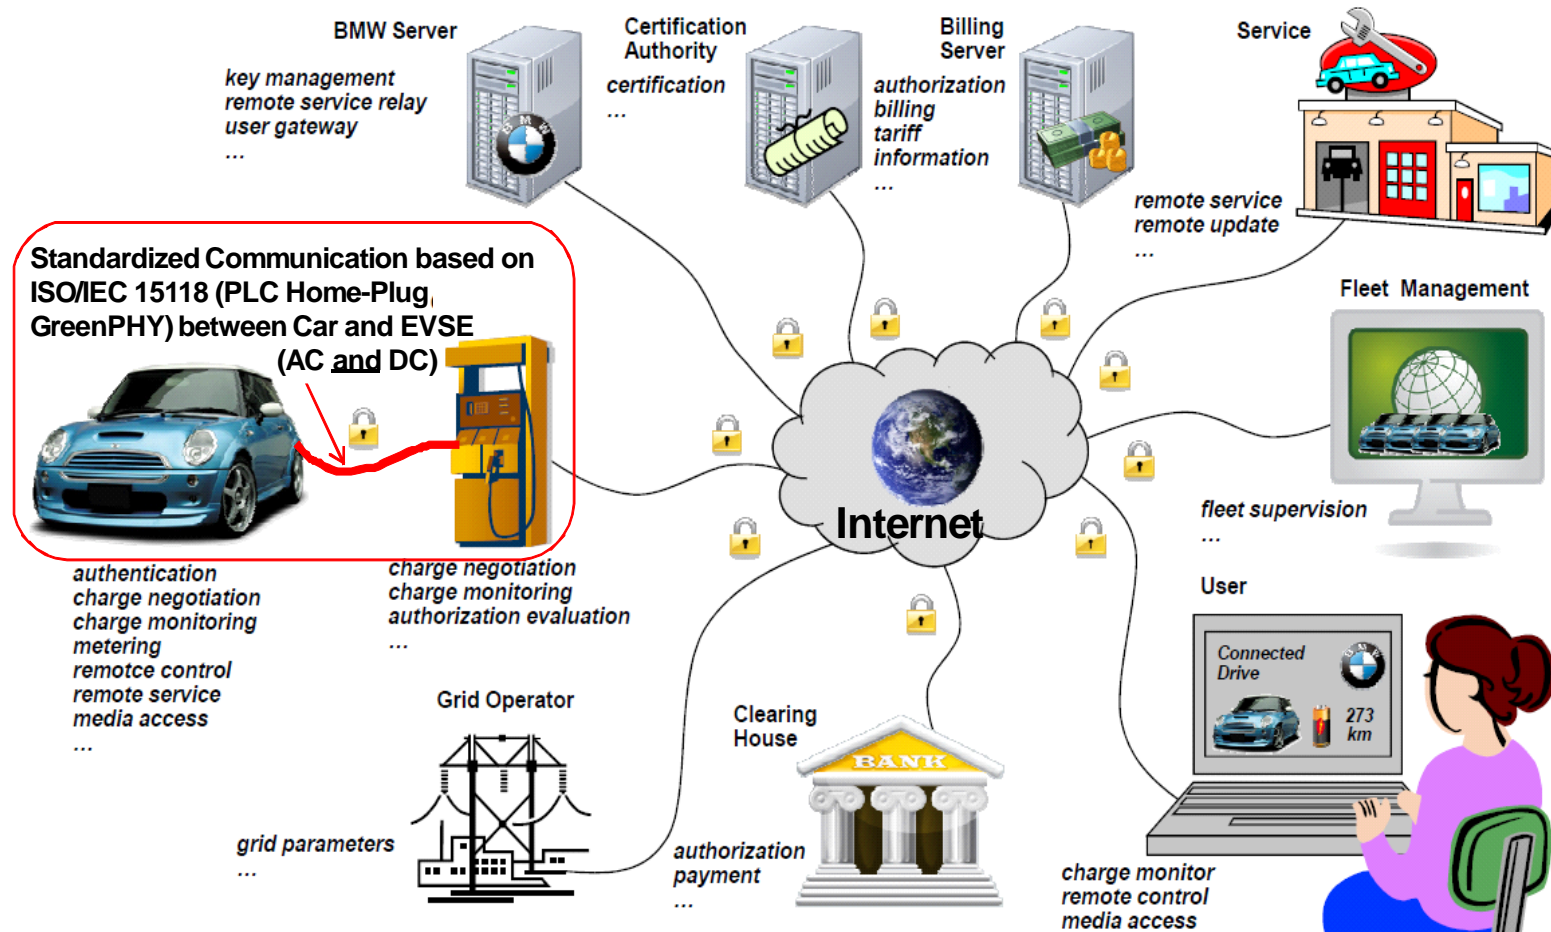 BMW Server
key management
remote service relay
user gateway
...
Certification
Authority
certification
...
Billing
Server
authorization
billing
tariff
information
...
Service
remote service
remote update
...
Standardized Communication based on
ISO/IEC 15118 (PLC Home-Plug
GreenPHY) between Car and EVSE
(AC and DC)
authentication
charge negotiation
charge monitoring
metering
remotce control
remote service
media access
...
charge negotiation
charge monitoring
authorization evaluation
...
Internet
Fleet Management
fleet supervision
...
User
Connected
Drive
BMW
273
km
charge monitor
remote control
media access
Grid Operator
grid parameters
...
Clearing
House
BANK
authorization
payment
...
BMW